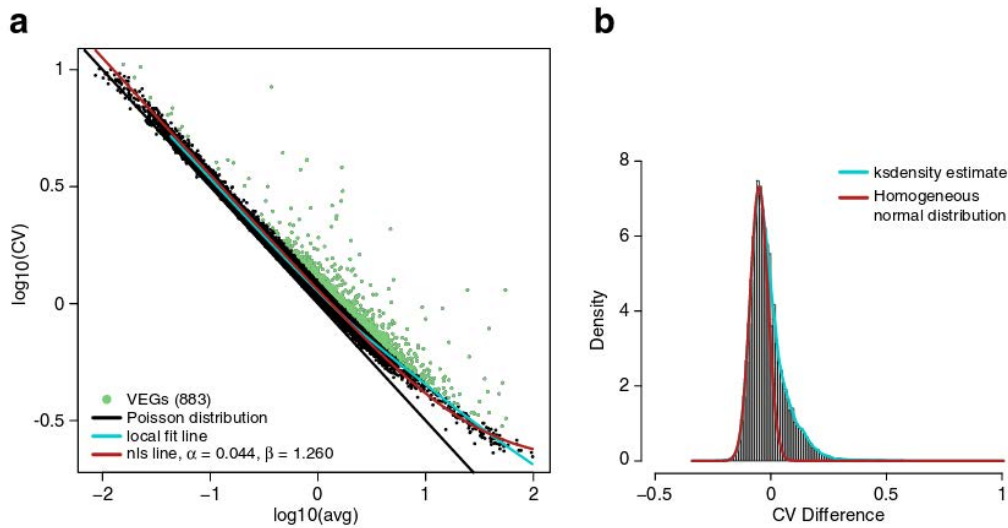 a
1
0.5
0
-0.5
log10(CV)
VEGs (883)
Poisson distribution
local fit line
nls line, α = 0.044, β = 1.260
−2
−1
0
1
2
log10(avg)
b
8
6
4
2
0
Density
ksdensity estimate
Homogeneous
normal distribution
−0.5
0
0.5
1
CV Difference